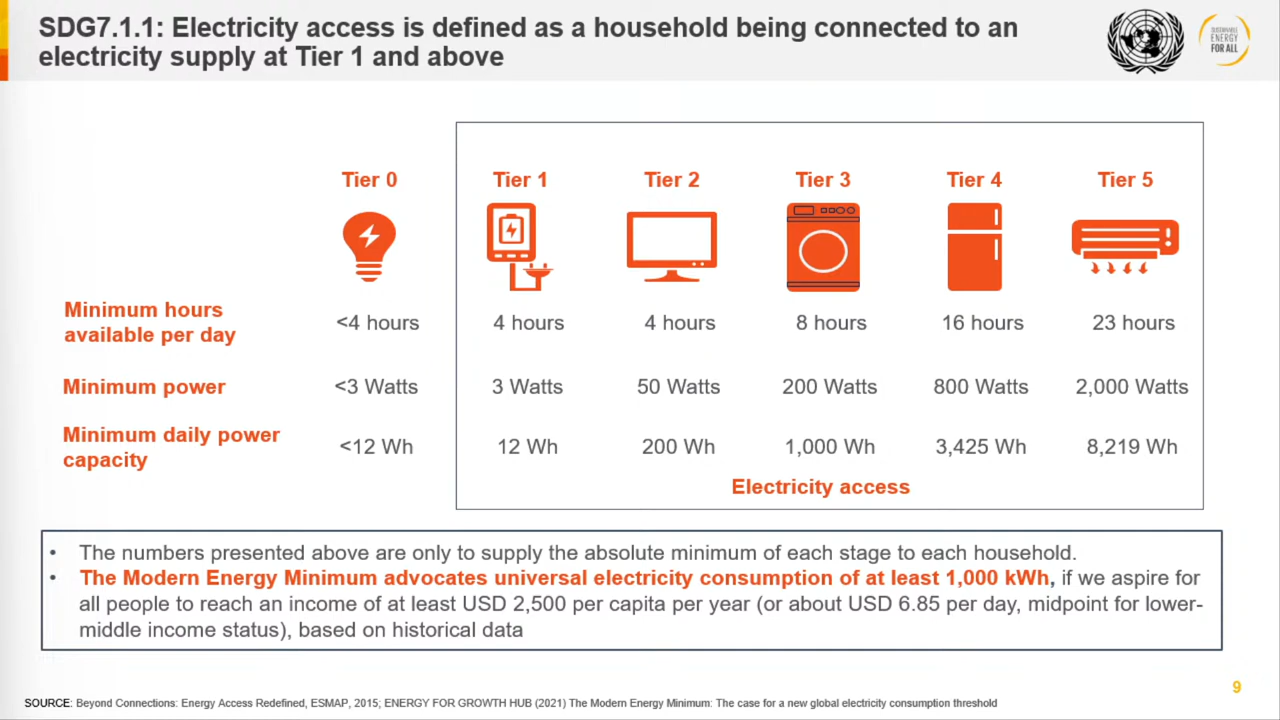 SDG7.1.1: Electricity access is defined as a household being connected to an
electricity supply at Tier 1 and above
SUSTAINABLE
ENERGY
FOR ALL
Tier 0 Tier 1 Tier 2 Tier 3 Tier 4 Tier 5
Minimum hours
available per day
<4 hours 4 hours 4 hours 8 hours 16 hours 23 hours
Minimum power <3 Watts 3 Watts 50 Watts 200 Watts 800 Watts 2,000 Watts
Minimum daily power
capacity
<12 Wh 12 Wh 200 Wh 1,000 Wh 3,425 Wh 8,219 Wh
Electricity access
• The numbers presented above are only to supply the absolute minimum of each stage to each household.
• The Modern Energy Minimum advocates universal electricity consumption of at least 1,000 kWh, if we aspire for
all people to reach an income of at least USD 2,500 per capita per year (or about USD 6.85 per day, midpoint for lower-
middle income status), based on historical data
9
SOURCE: Beyond Connections: Energy Access Redefined, ESMAP, 2015; ENERGY FOR GROWTH HUB (2021) The Modern Energy Minimum: The case for a new global electricity consumption threshold